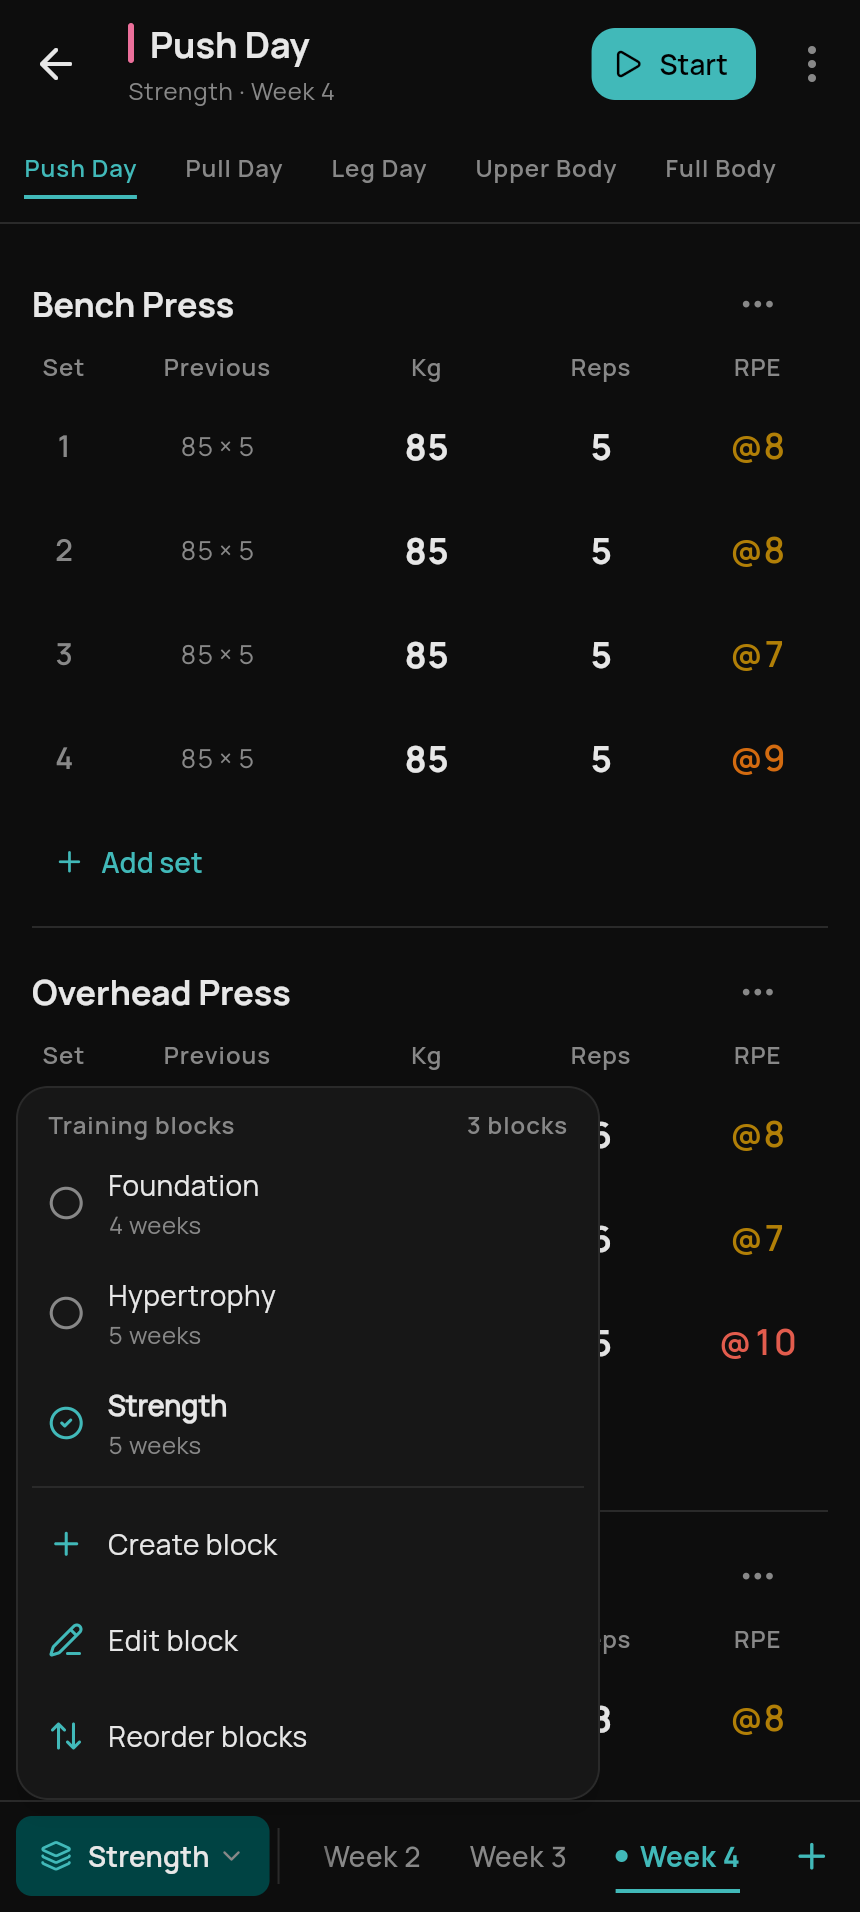 Push Day
Start
Strength · Week 4
Push Day Pull Day Leg Day Upper Body Full Body
Bench Press
Set Previous Kg Reps RPE
1 85 × 5 85 5 @8
2 85 × 5 85 5 @8
3 85 × 5 85 5 @7
4 85 × 5 85 5 @9
+ Add set
Overhead Press
Set Previous Kg Reps RPE
Training blocks 3 blocks
@8
Foundation
4 weeks
@7
Hypertrophy
5 weeks
@10
Strength
5 weeks
Create block
Edit block
RPE
@8
Reorder blocks
Strength Week 2 Week 3 Week 4 +